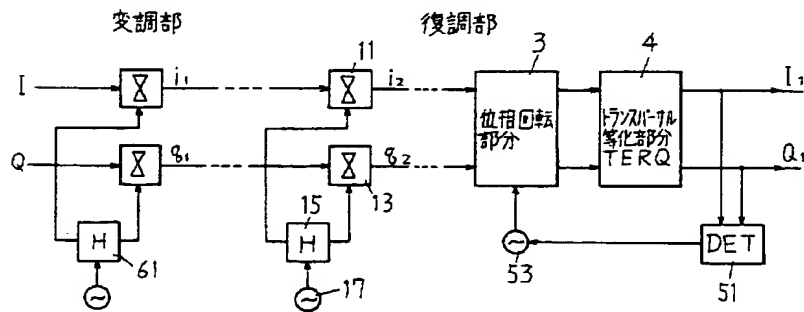 変調部
復調部
I
i₁
11
i₂
3
4
I₁
位相回転
部分
トランスバーサル
等化部分
TERQ
Q
q₁
q₂
Q₁
13
15
H
H
61
17
53
DET
51